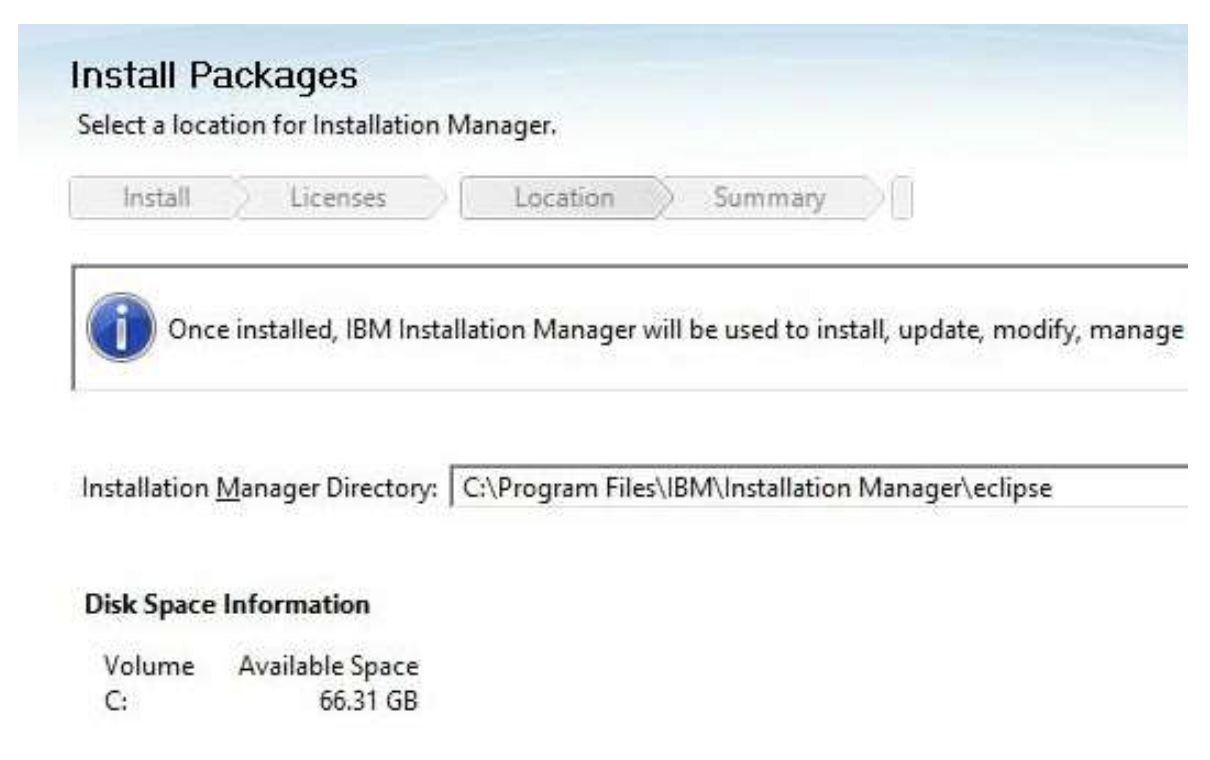 Install Packages
Select a location for Installation Manager.
Install Licenses Location Summary
Once installed, IBM Installation Manager will be used to install, update, modify, manage
Installation Manager Directory: C:\Program Files\IBM\Installation Manager\eclipse
Disk Space Information
Volume Available Space
C: 66.31 GB